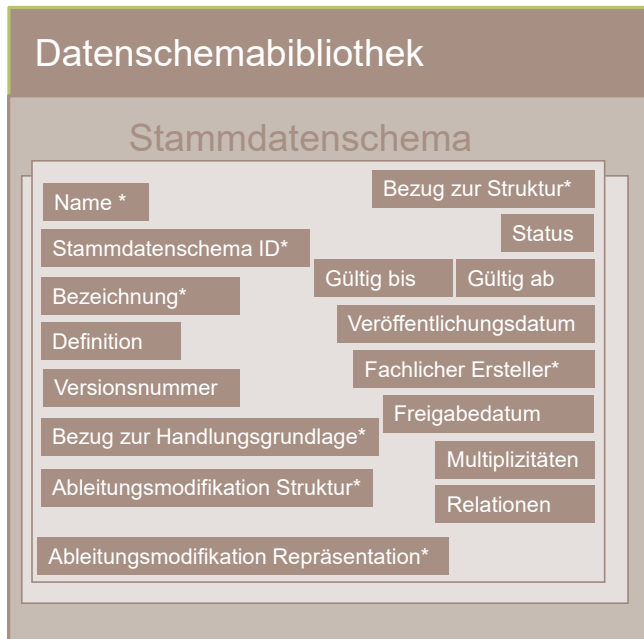 Datenschemabibliothek
Stammdatenschema
Name *
Bezug zur Struktur*
Stammdatenschema ID*
Status
Gültig bis
Gültig ab
Bezeichnung*
Veröffentlichungsdatum
Definition
Fachlicher Ersteller*
Versionsnummer
Freigabedatum
Bezug zur Handlungsgrundlage*
Multiplizitäten
Ableitungsmodifikation Struktur*
Relationen
Ableitungsmodifikation Repräsentation*